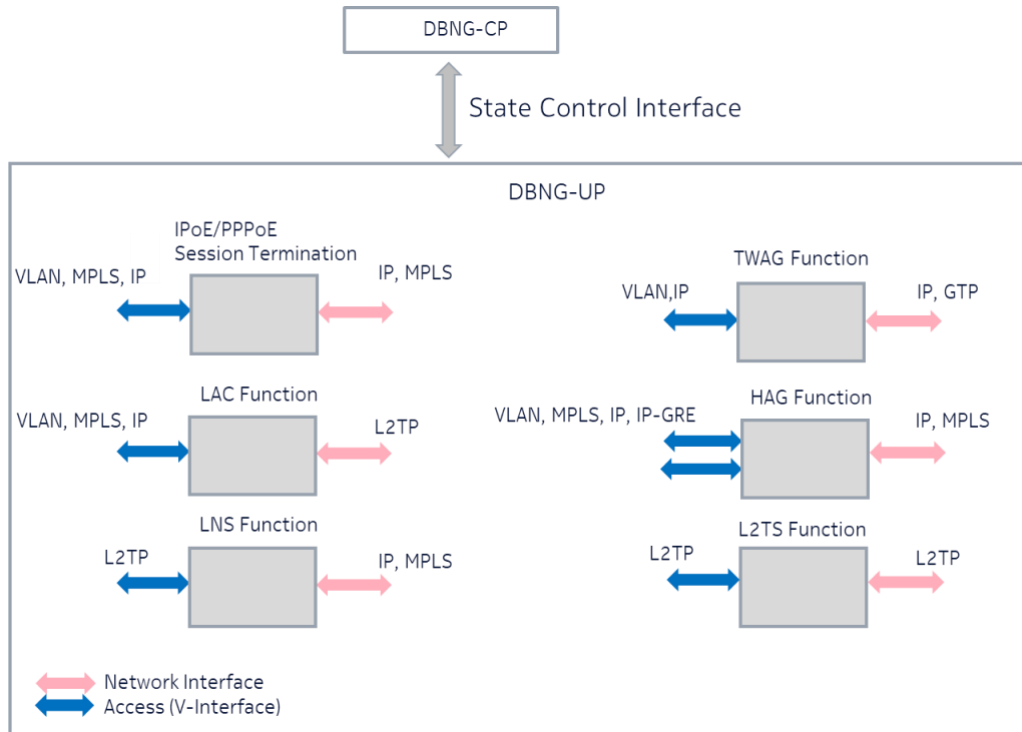 DBNG-CP
State Control Interface
DBNG-UP
IPoE/PPPoE
Session Termination
VLAN, MPLS, IP
IP, MPLS
TWAG Function
VLAN,IP
IP, GTP
LAC Function
VLAN, MPLS, IP
L2TP
HAG Function
VLAN, MPLS, IP, IP-GRE
IP, MPLS
LNS Function
L2TP
IP, MPLS
L2TS Function
L2TP
L2TP
Network Interface
Access (V-Interface)